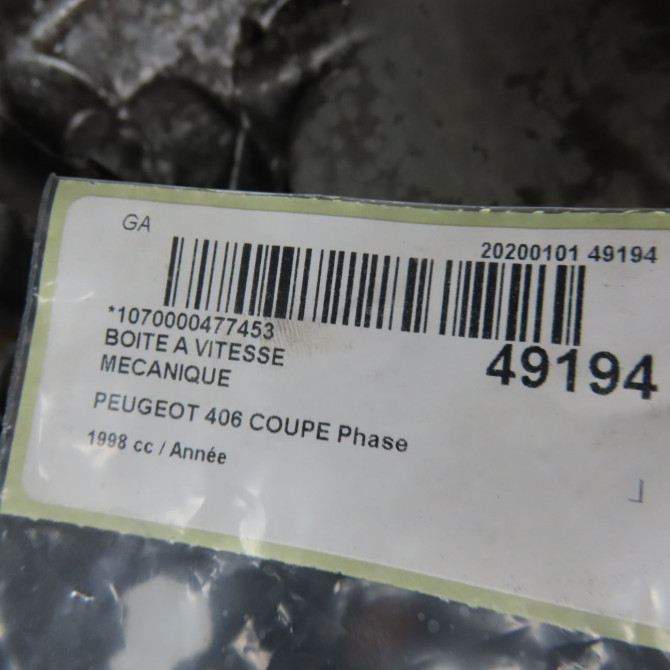 GA
20200101 49194
*1070000477453
49194
BOITE A VITESSE
MECANIQUE
PEUGEOT 406 COUPE Phase
1998 cc / Année